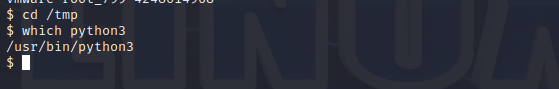 $ cd /tmp
$ which python3
/usr/bin/python3
$